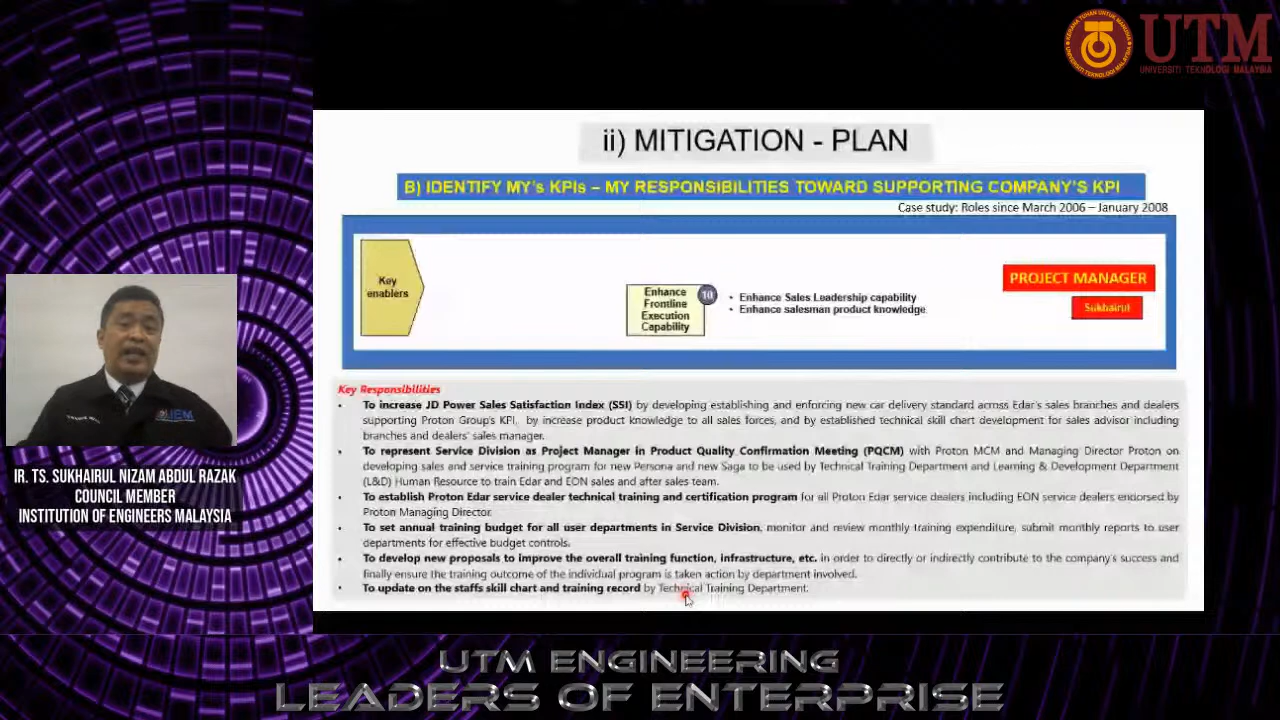 UTM
UNIVERSITI TEKNOLOGI MALAYSIA
ii) MITIGATION - PLAN
B) IDENTIFY MY's KPIs – MY RESPONSIBILITIES TOWARD SUPPORTING COMPANY'S KPI
Case study: Roles since March 2006 – January 2008
Key
enablers
Enhance
Frontline
Execution
Capability
10
• Enhance Sales Leadership capability
• Enhance salesman product knowledge
PROJECT MANAGER
Sukhairul
Key Responsibilities
• To increase JD Power Sales Satisfaction Index (SSI) by developing establishing and enforcing new car delivery standard across Edar's sales branches and dealers
supporting Proton Group's KPI, by increase product knowledge to all sales forces, and by established technical skill chart development for sales advisor including
branches and dealers' sales manager.
• To represent Service Division as Project Manager in Product Quality Confirmation Meeting (PQCM) with Proton MCM and Managing Director Proton on
developing sales and service training program for new Persona and new Saga to be used by Technical Training Department and Learning & Development Department
(L&D) Human Resource to train Edar and EON sales and after sales team.
• To establish Proton Edar service dealer technical training and certification program for all Proton Edar service dealers including EON service dealers endorsed by
Proton Managing Director.
• To set annual training budget for all user departments in Service Division, monitor and review monthly training expenditure, submit monthly reports to user
departments for effective budget controls.
• To develop new proposals to improve the overall training function, infrastructure, etc. in order to directly or indirectly contribute to the company's success and
finally ensure the training outcome of the individual program is taken action by department involved.
• To update on the staffs skill chart and training record by Technical Training Department.
IEM
IR. TS. SUKHAIRUL NIZAM ABDUL RAZAK
COUNCIL MEMBER
INSTITUTION OF ENGINEERS MALAYSIA
UTM ENGINEERING
LEADERS OF ENTERPRISE